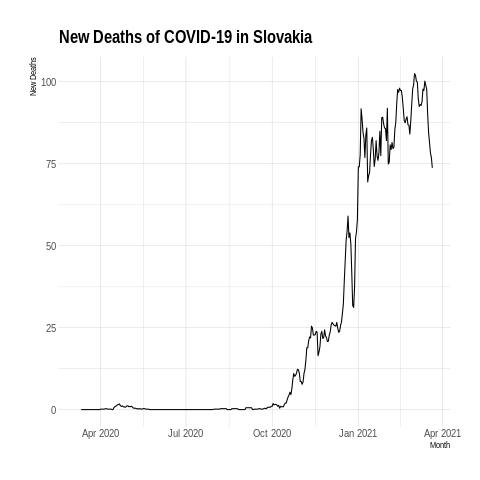 New Deaths of COVID-19 in Slovakia
New Deaths
100
75
50
25
0
Apr 2020
Jul 2020
Oct 2020
Jan 2021
Apr 2021
Month